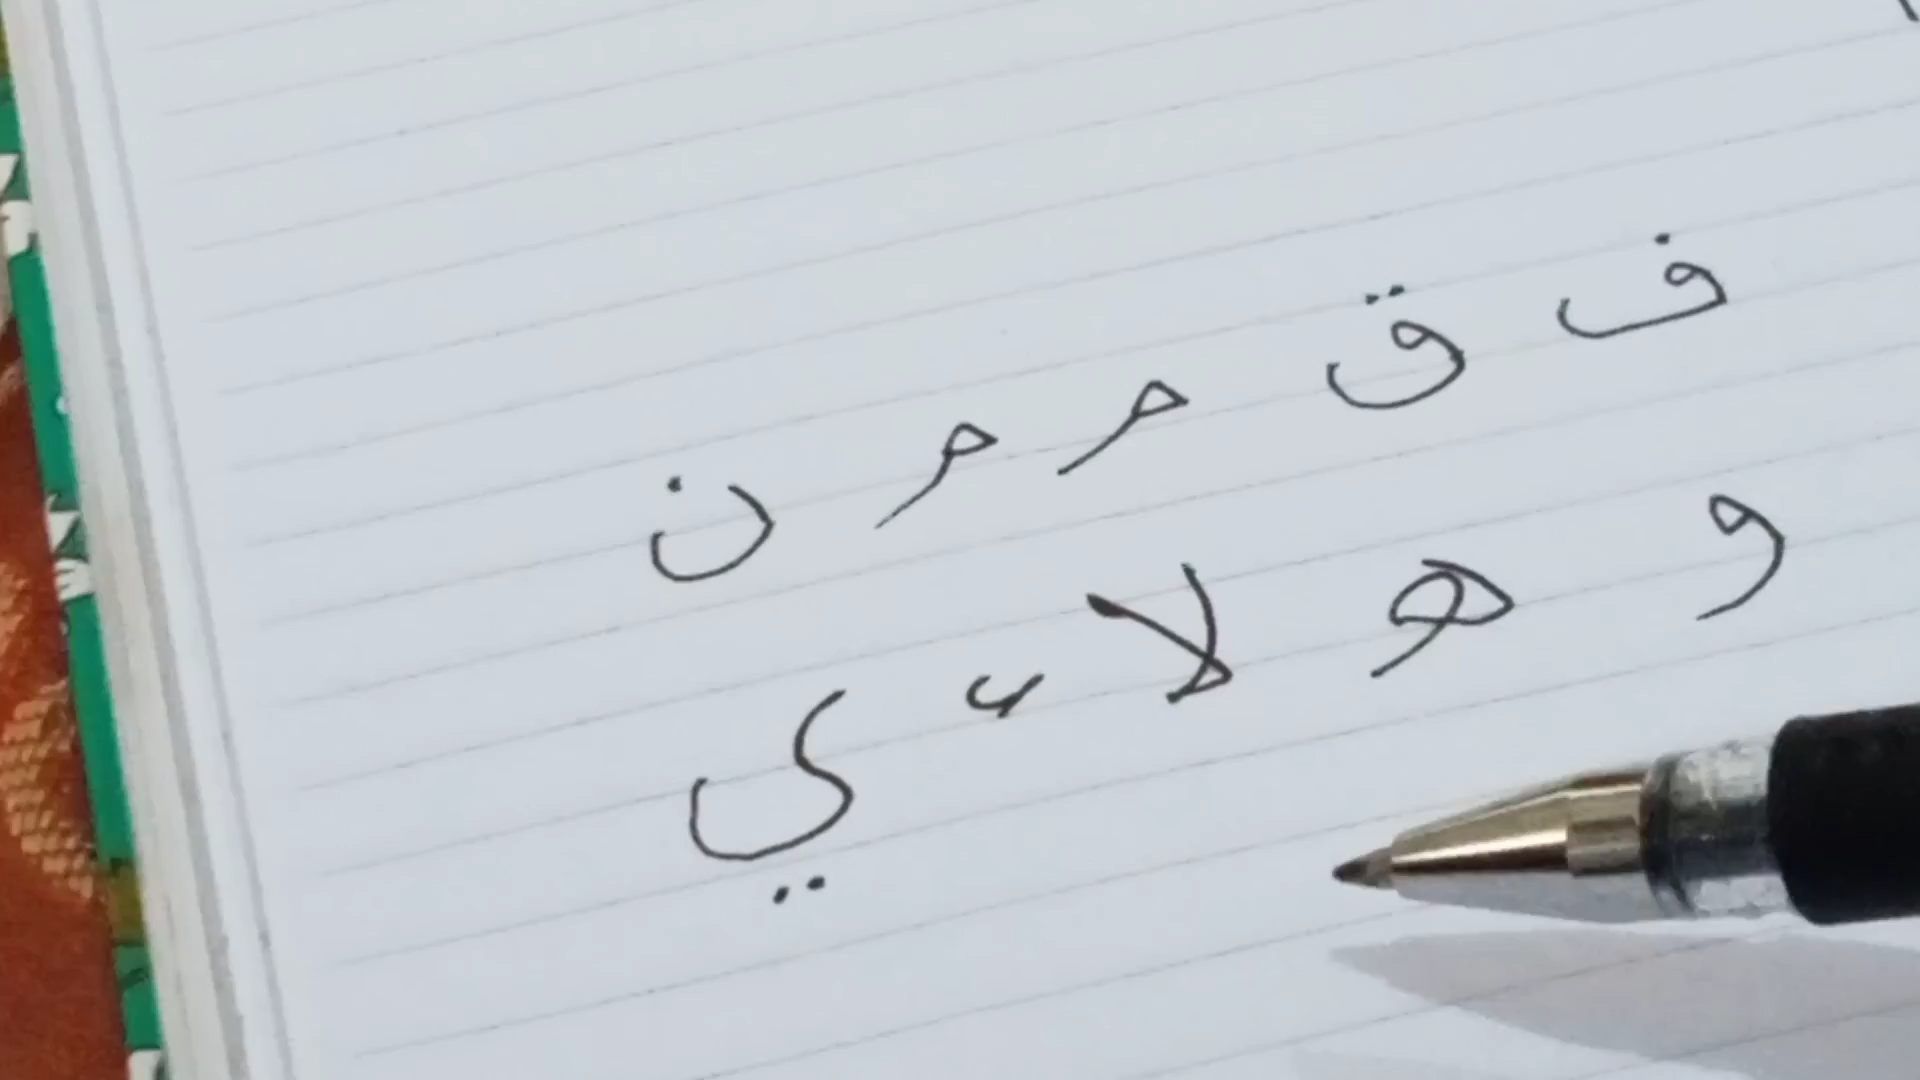 ف ق م م ن
و ه لا ء ي